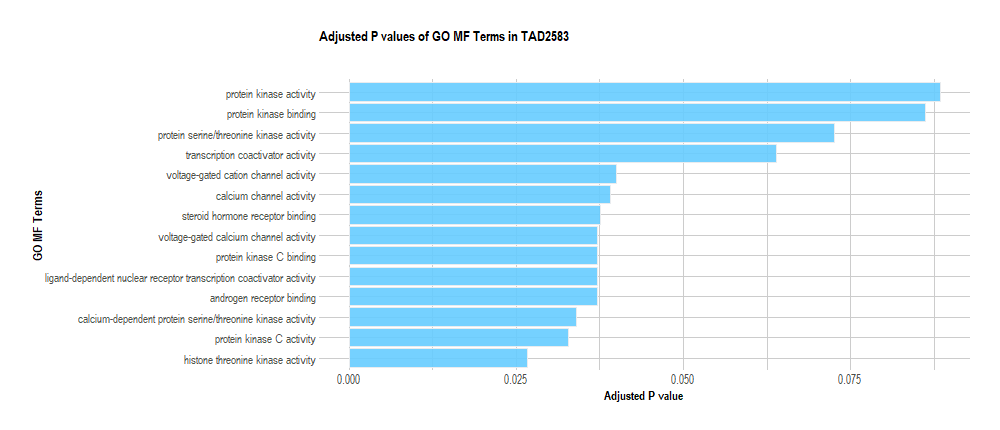 Adjusted P values of GO MF Terms in TAD2583
GO MF Terms
protein kinase activity
protein kinase binding
protein serine/threonine kinase activity
transcription coactivator activity
voltage-gated cation channel activity
calcium channel activity
steroid hormone receptor binding
voltage-gated calcium channel activity
protein kinase C binding
ligand-dependent nuclear receptor transcription coactivator activity
androgen receptor binding
calcium-dependent protein serine/threonine kinase activity
protein kinase C activity
histone threonine kinase activity
0.000 0.025 0.050 0.075
Adjusted P value